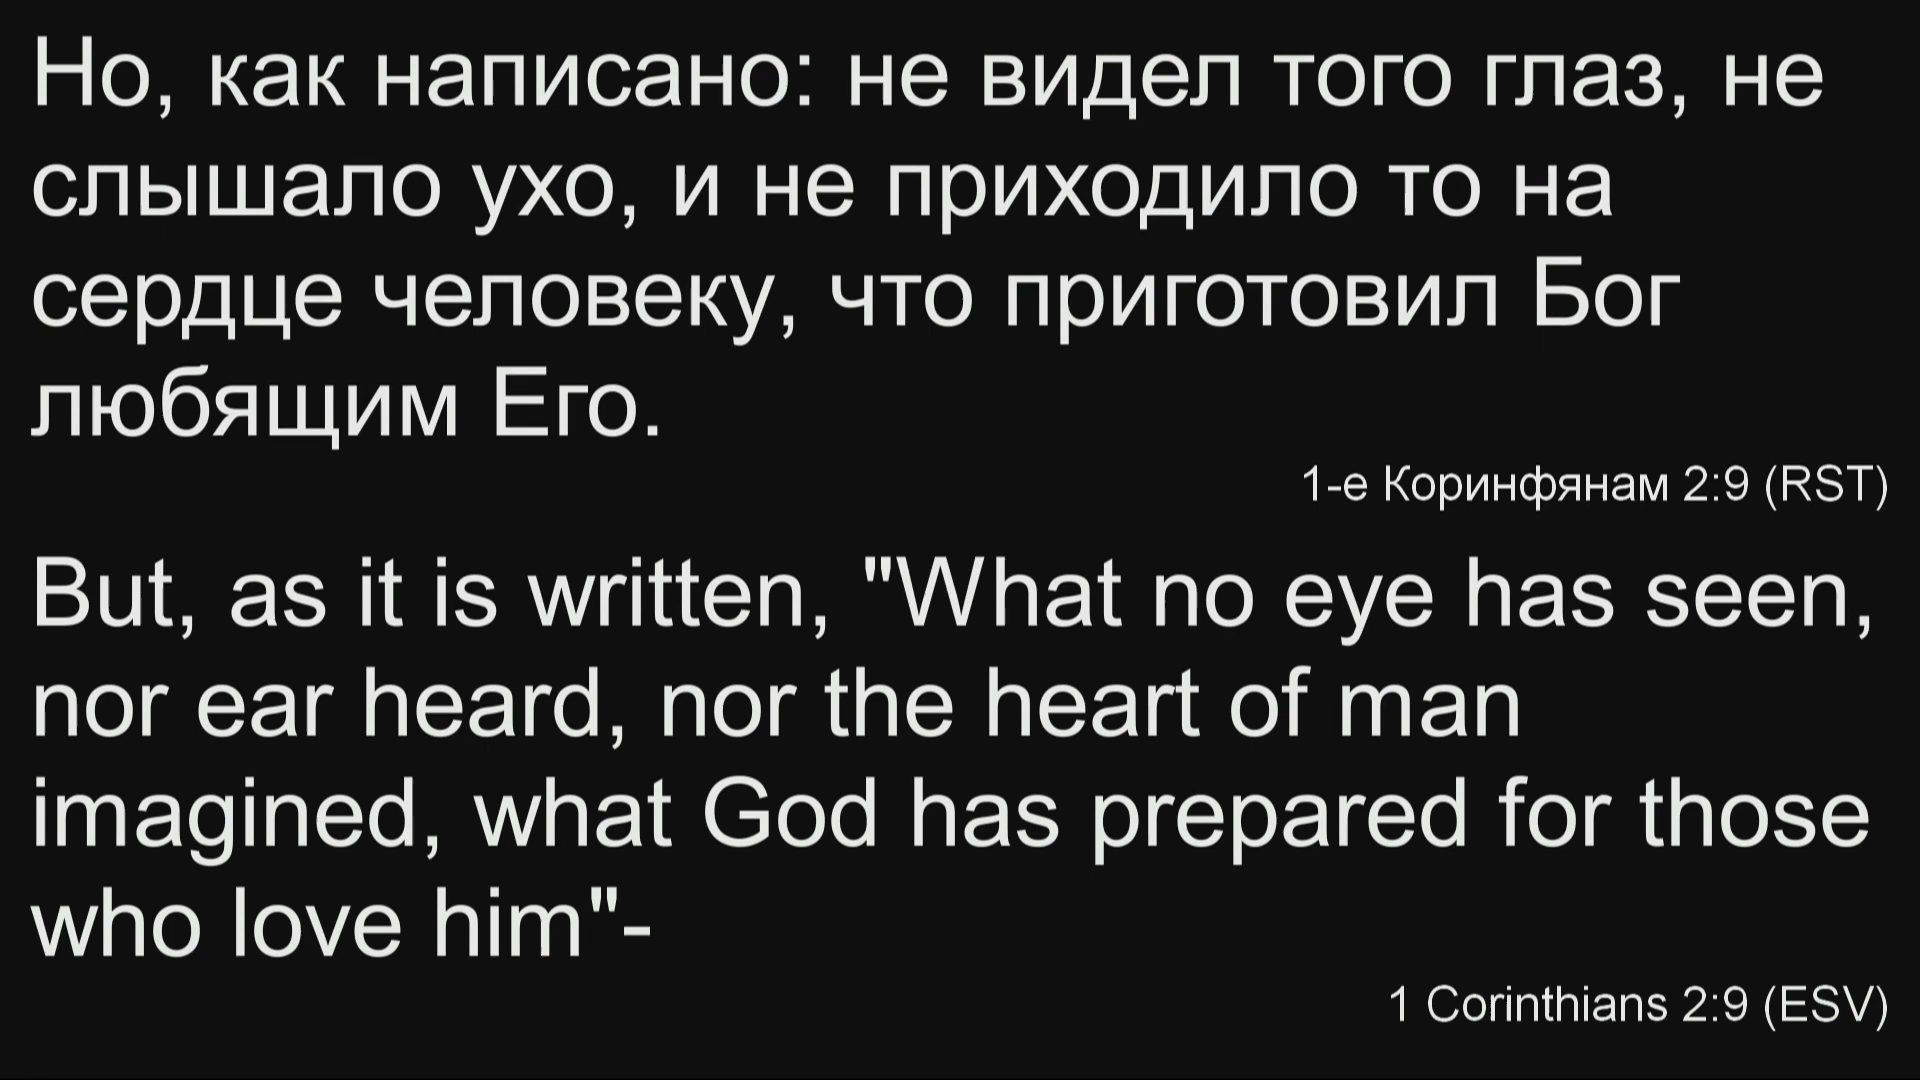 Но, как написано: не видел того глаз, не
слышало ухо, и не приходило то на
сердце человеку, что приготовил Бог
любящим Его.
1-е Коринфянам 2:9 (RST)
But, as it is written, "What no eye has seen,
nor ear heard, nor the heart of man
imagined, what God has prepared for those
who love him"-
1 Corinthians 2:9 (ESV)